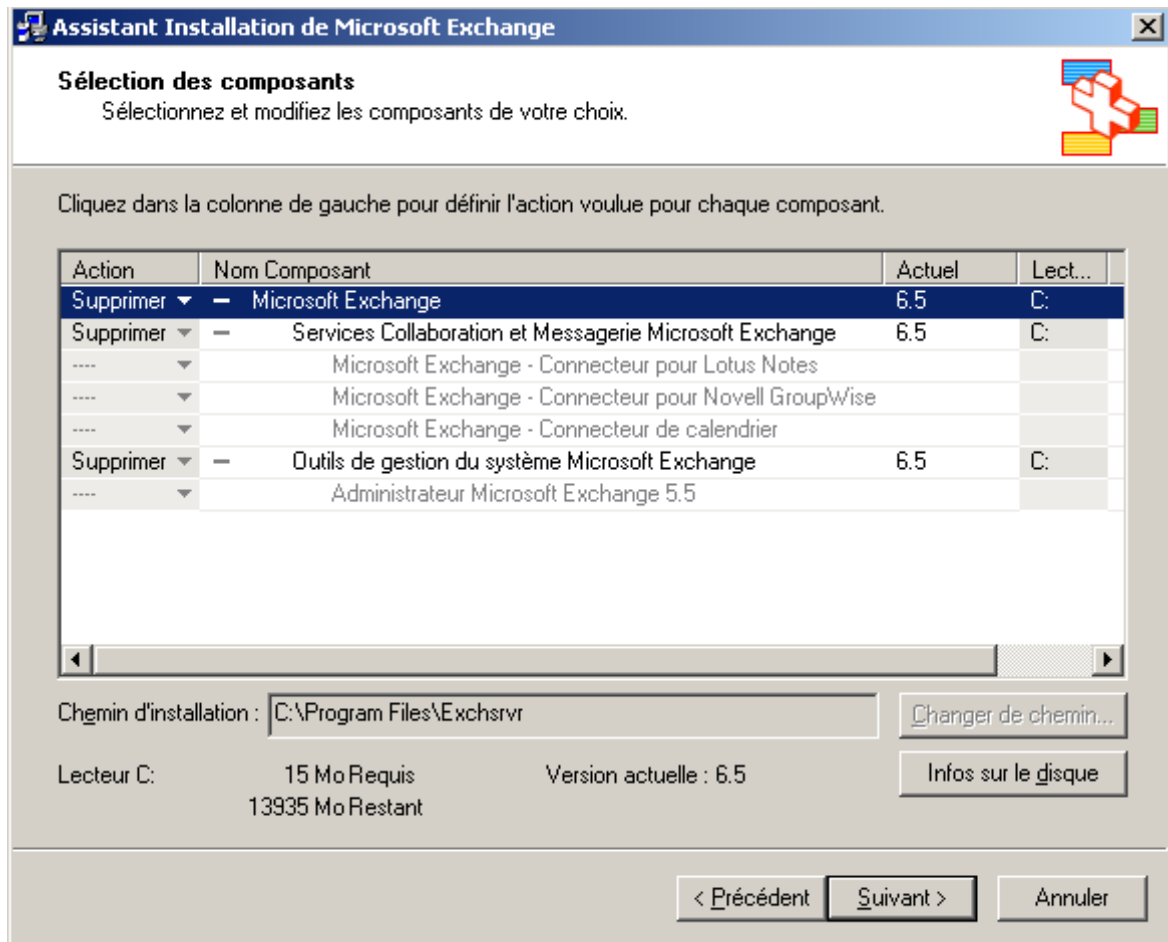 Assistant Installation de Microsoft Exchange
Sélection des composants
Sélectionnez et modifiez les composants de votre choix.
Cliquez dans la colonne de gauche pour définir l'action voulue pour chaque composant.
Action Nom Composant Actuel Lect...
Supprimer Microsoft Exchange 6.5 C:
Supprimer Services Collaboration et Messagerie Microsoft Exchange 6.5 C:
---- Microsoft Exchange - Connecteur pour Lotus Notes
---- Microsoft Exchange - Connecteur pour Novell GroupWise
---- Microsoft Exchange - Connecteur de calendrier
Supprimer Outils de gestion du système Microsoft Exchange 6.5 C:
---- Administrateur Microsoft Exchange 5.5
Chemin d'installation : C:\Program Files\Exchsrvr Changer de chemin...
Lecteur C: 15 Mo Requis Version actuelle : 6.5 Infos sur le disque
13935 Mo Restant
< Précédent Suivant > Annuler